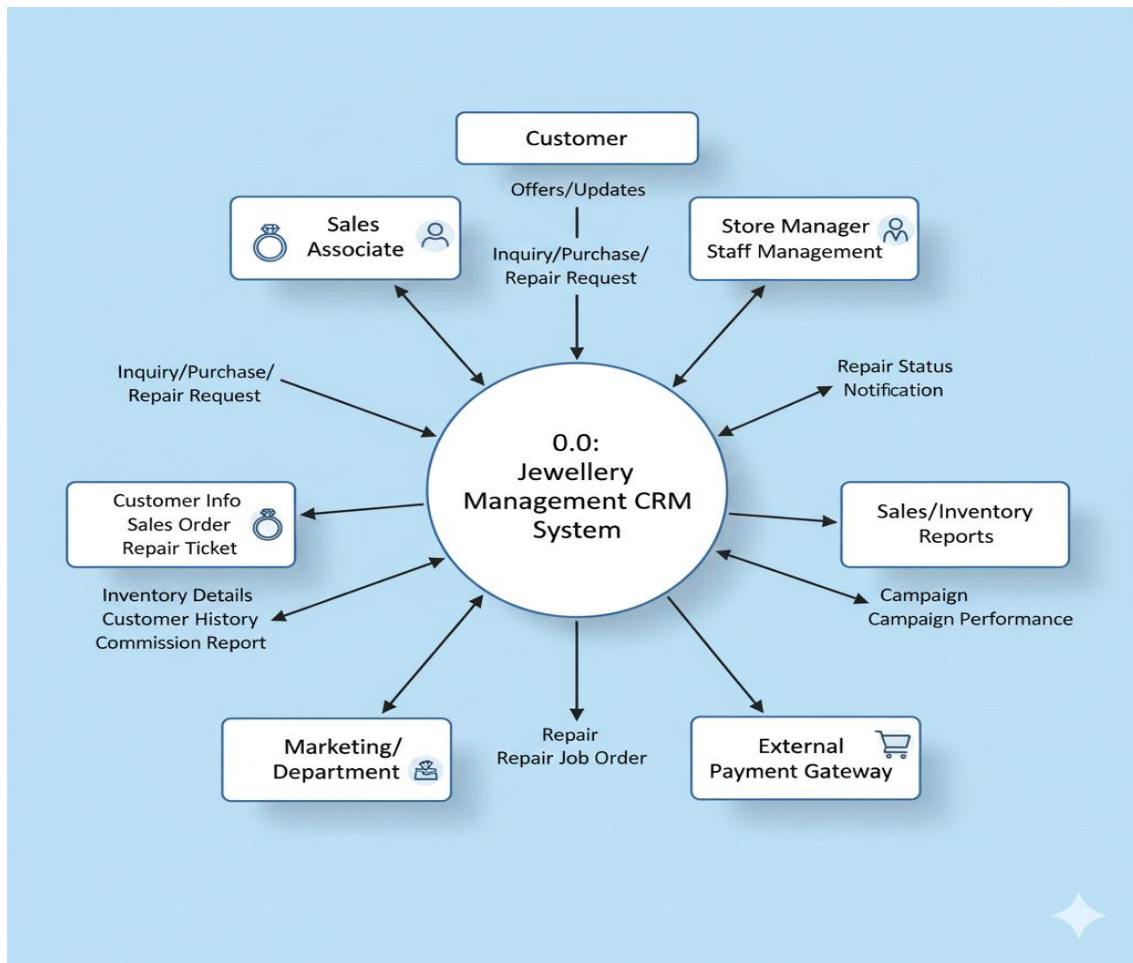 Customer
Offers/Updates
Sales
Associate
Store Manager
Staff Management
Inquiry/Purchase/
Repair Request
Inquiry/Purchase/
Repair Request
Repair Status
Notification
0.0:
Jewellery
Management CRM
System
Customer Info
Sales Order
Repair Ticket
Sales/Inventory
Reports
Inventory Details
Customer History
Commission Report
Campaign
Campaign Performance
Marketing/
Department
Repair
Repair Job Order
External
Payment Gateway